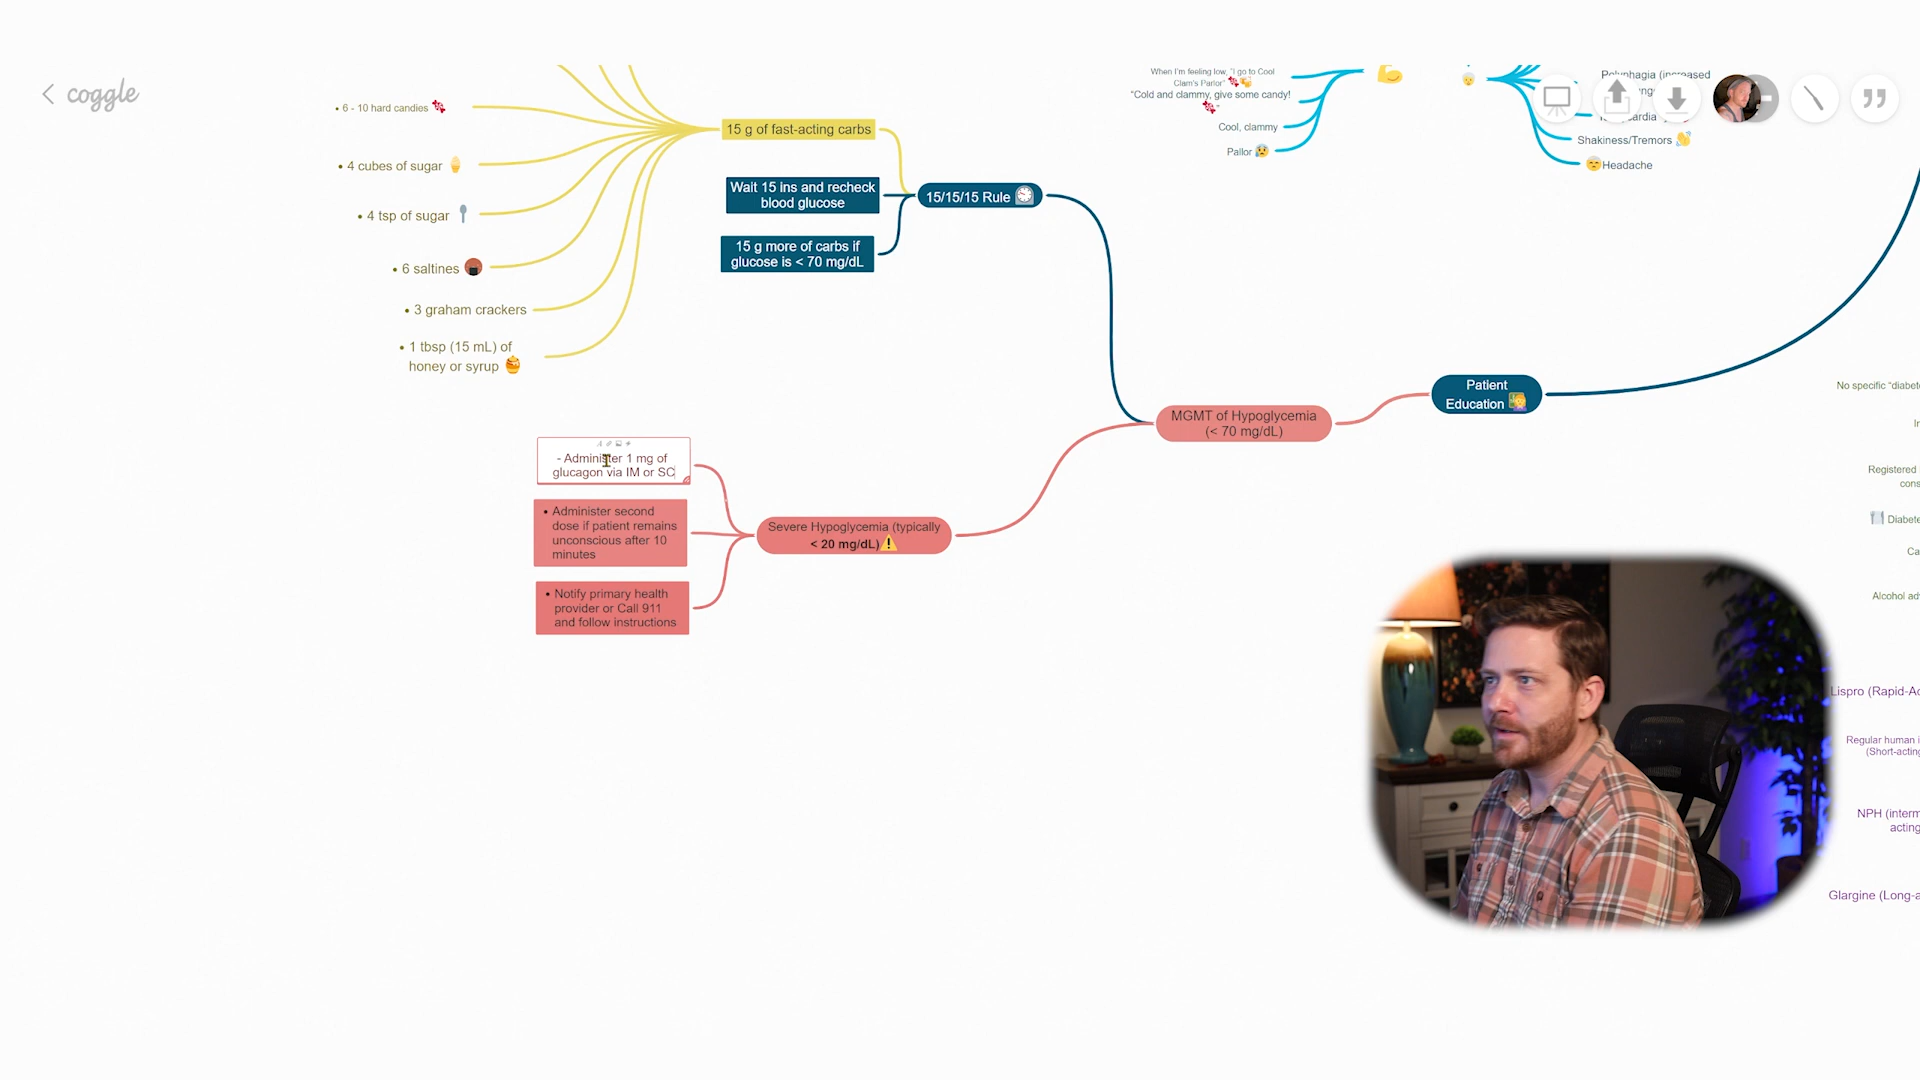 coggle
• 6 - 10 hard candies
• 4 cubes of sugar
• 4 tsp of sugar
• 6 saltines
• 3 graham crackers
• 1 tbsp (15 mL) of
honey or syrup
15 g of fast-acting carbs
Wait 15 ins and recheck
blood glucose
15 g more of carbs if
glucose is < 70 mg/dL
15/15/15 Rule
When I'm feeling low, "I go to Cool
Clam's Parlor"
"Cold and clammy, give some candy!
"
Cool, clammy
Pallor
Polyphagia (increased
Shakiness/Tremors
Headache
MGMT of Hypoglycemia
(< 70 mg/dL)
Patient
Education
- Administer 1 mg of
glucagon via IM or SC
• Administer second
dose if patient remains
unconscious after 10
minutes
• Notify primary health
provider or Call 911
and follow instructions
Severe Hypoglycemia (typically
< 20 mg/dL)
No specific "diabet
Registered
cons
Diabete
Ca
Alcohol
Lispro (Rapid-Ac
Regular human i
(Short-acting
NPH (interm
acting
Glargine (Long-a